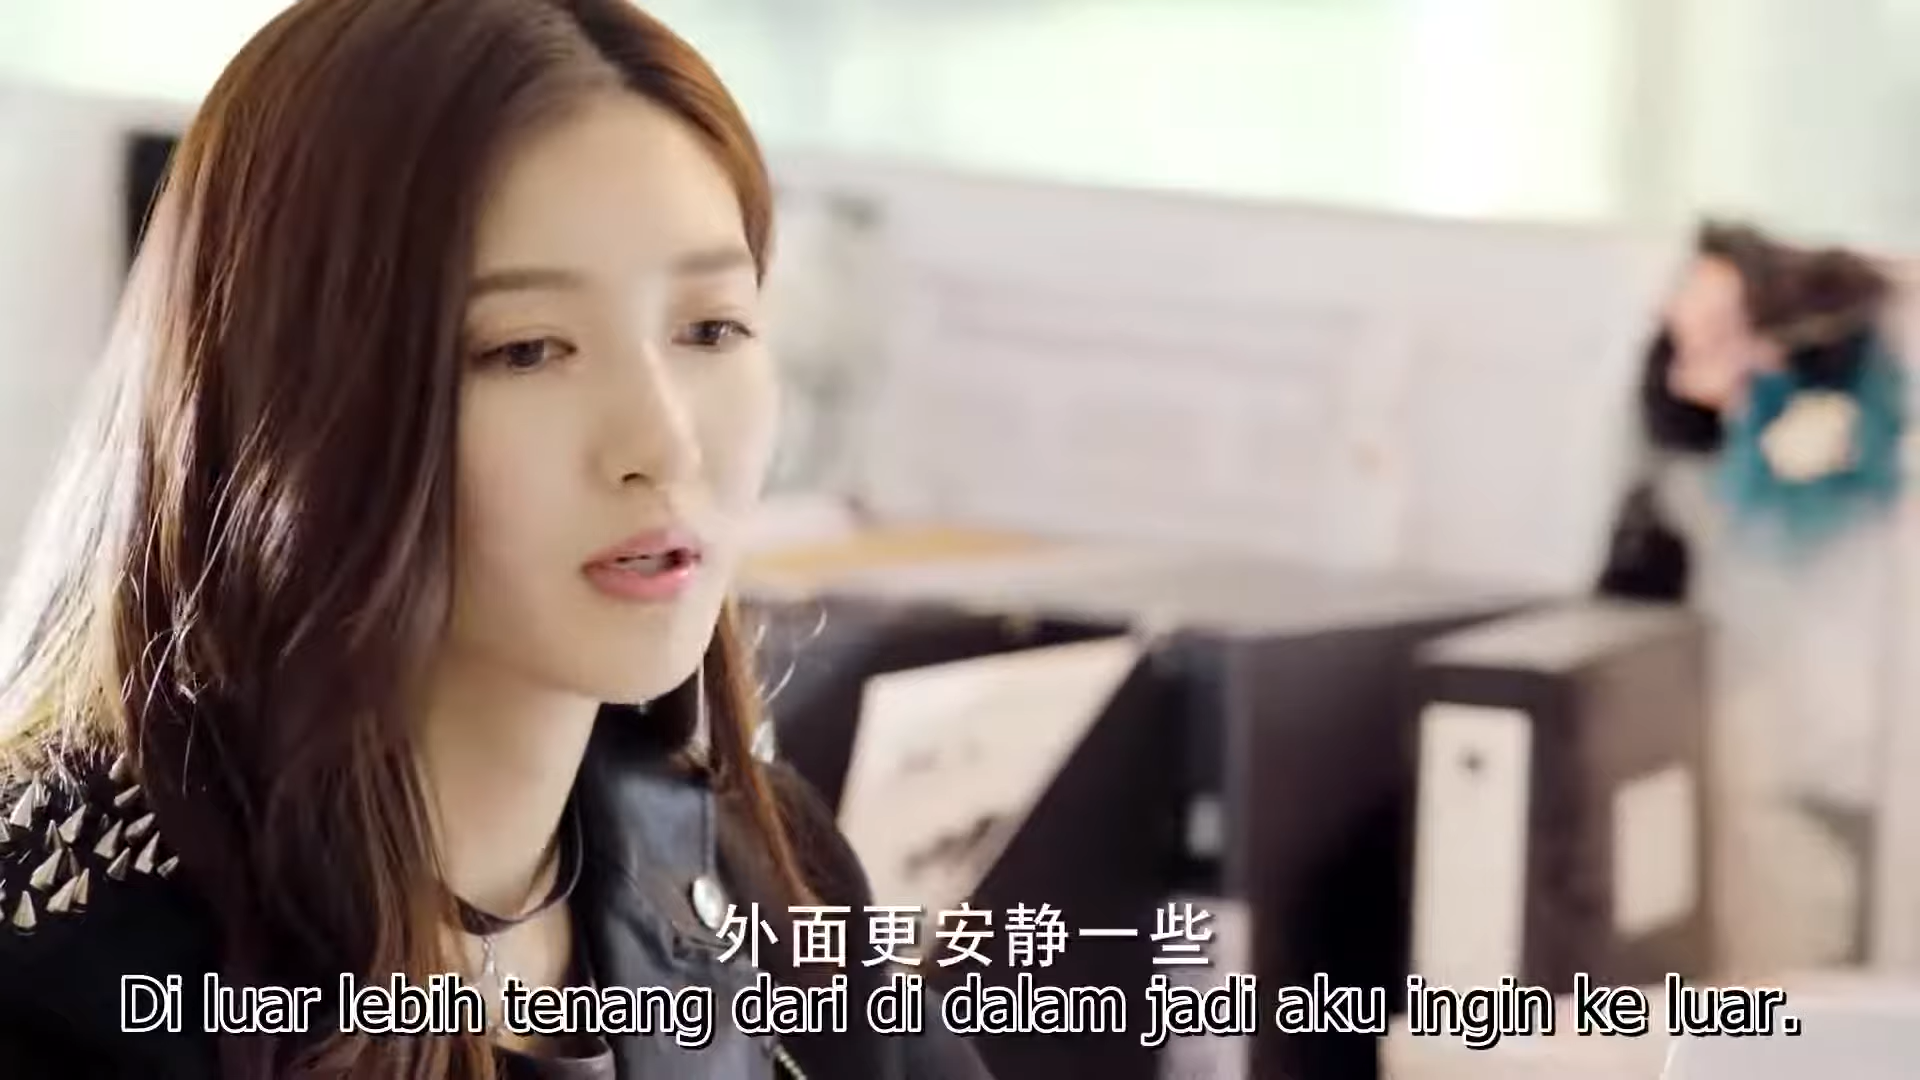 外面更安静一些
Di luar lebih tenang dari di dalam jadi aku ingin ke luar.